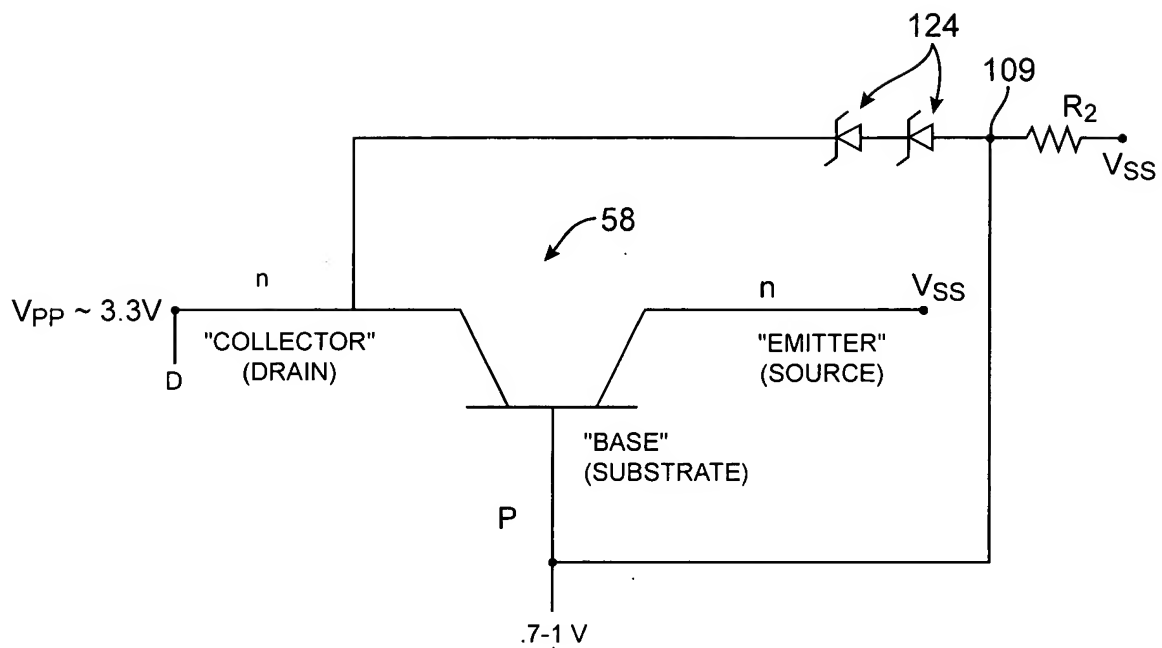 124
109
R2
VSS
58
n
n
VSS
VPP ~ 3.3V
"COLLECTOR"
(DRAIN)
"EMITTER"
(SOURCE)
D
"BASE"
(SUBSTRATE)
P
.7-1 V